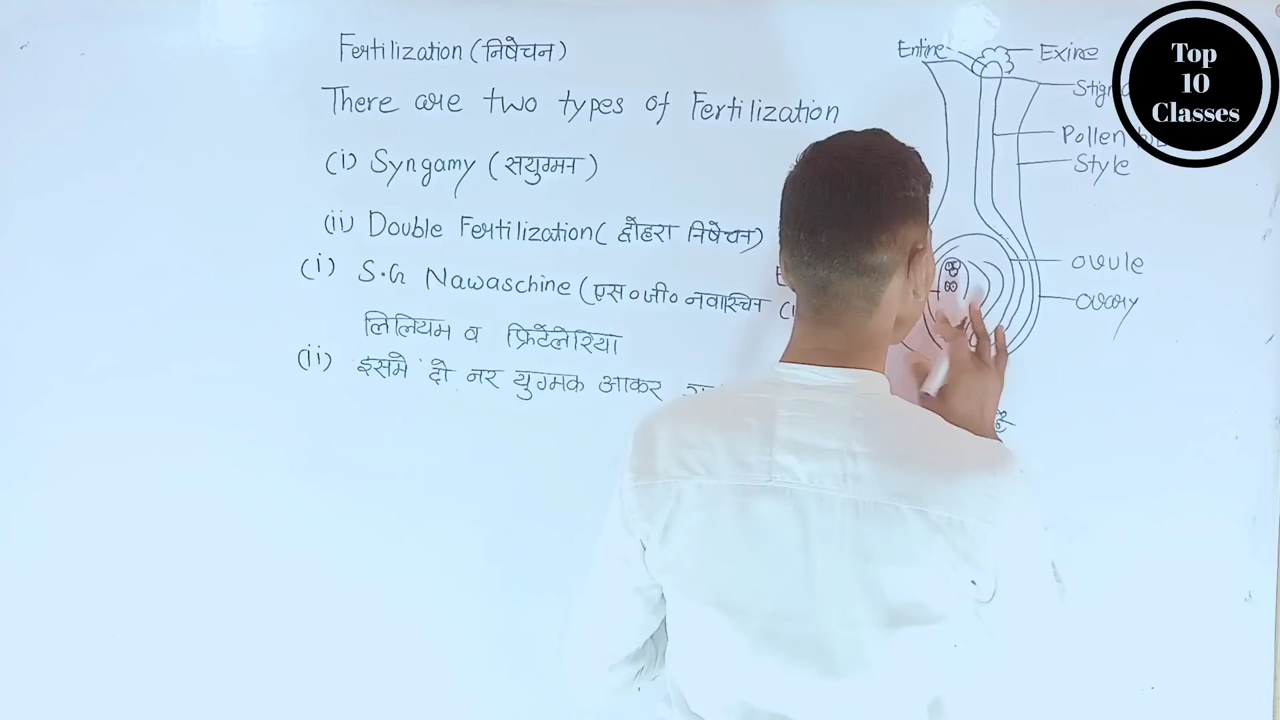 Fertilization (निषेचन)
There are two types of Fertilization
(i) Syngamy (सयुग्मन)
(ii) Double Fertilization( दोहरा निषेचन)
(i) S.G Nawaschine (एस०जी० नवास्चिन
लिलियम व फ्रिटेलेरिया
(ii) इसमे दो नर युग्मक आकर
Entine
Exine
Stigm
Pollen
Style
ovule
ovary
Top
10
Classes